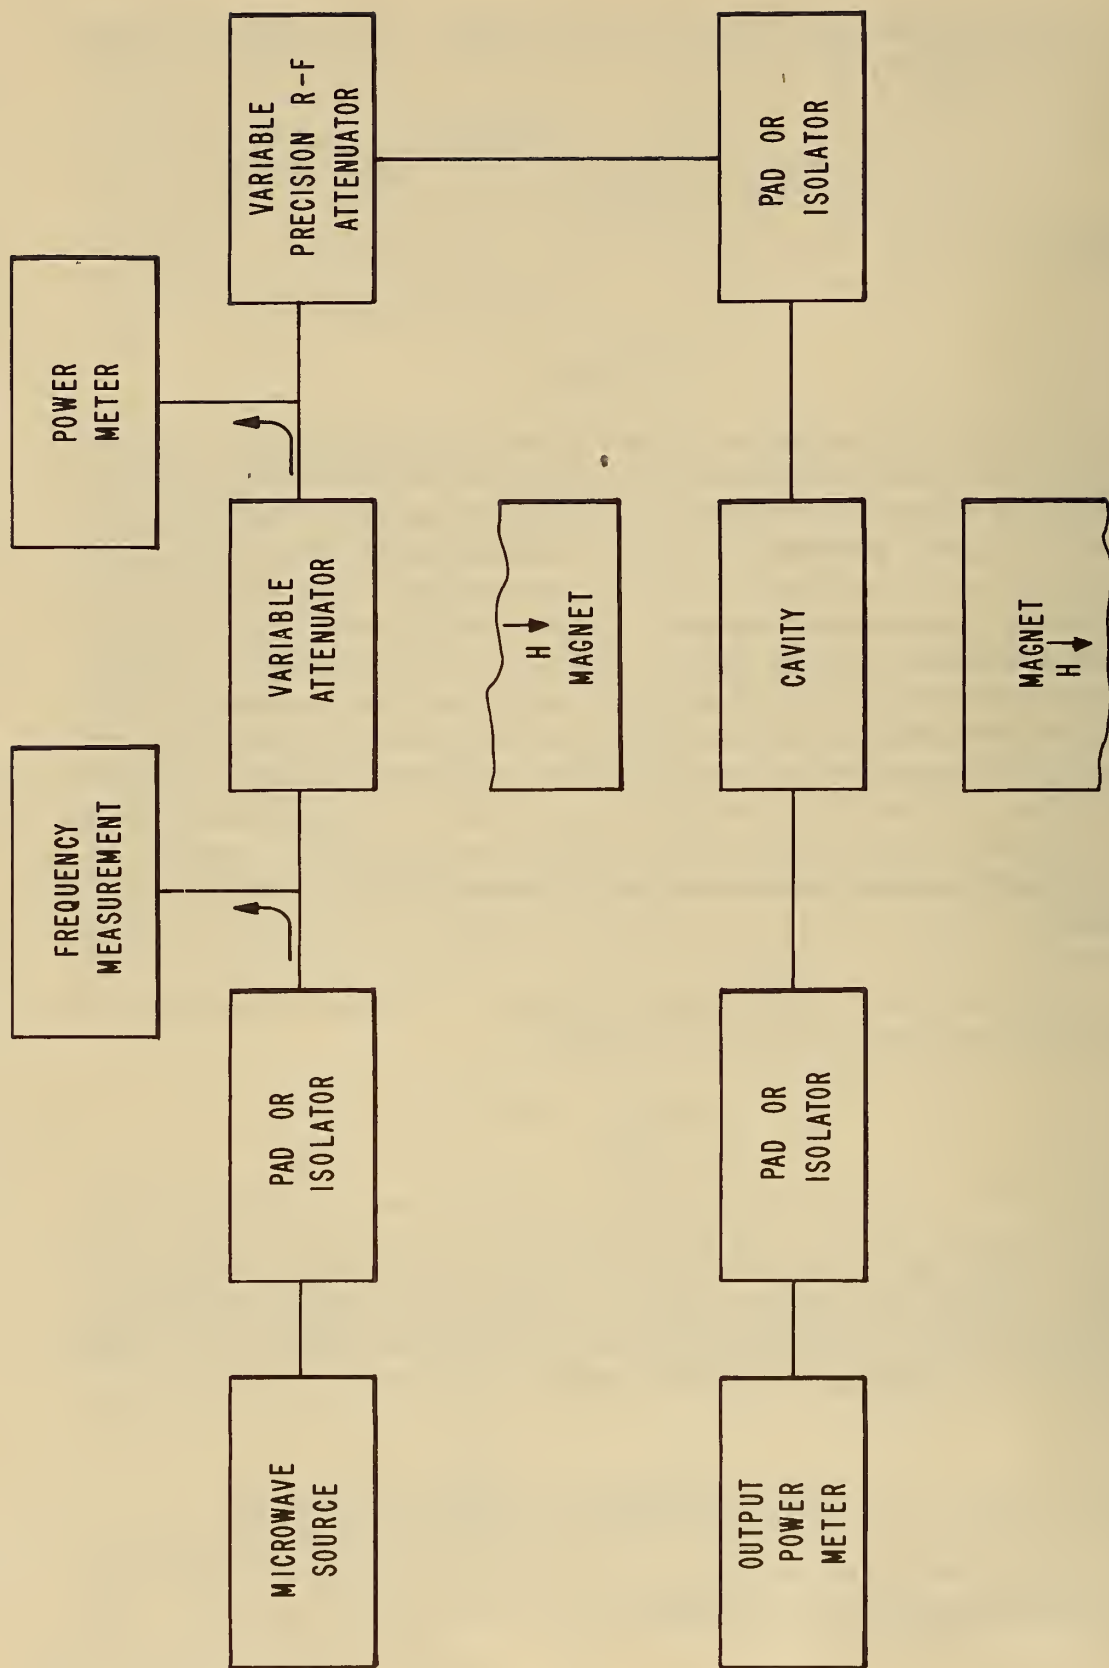 FREQUENCY
MEASUREMENT
POWER
METER
MICROWAVE
SOURCE
PAD OR
ISOLATOR
VARIABLE
ATTENUATOR
VARIABLE
PRECISION R-F
ATTENUATOR
H
MAGNET
OUTPUT
POWER
METER
PAD OR
ISOLATOR
CAVITY
PAD OR
ISOLATOR
MAGNET
H